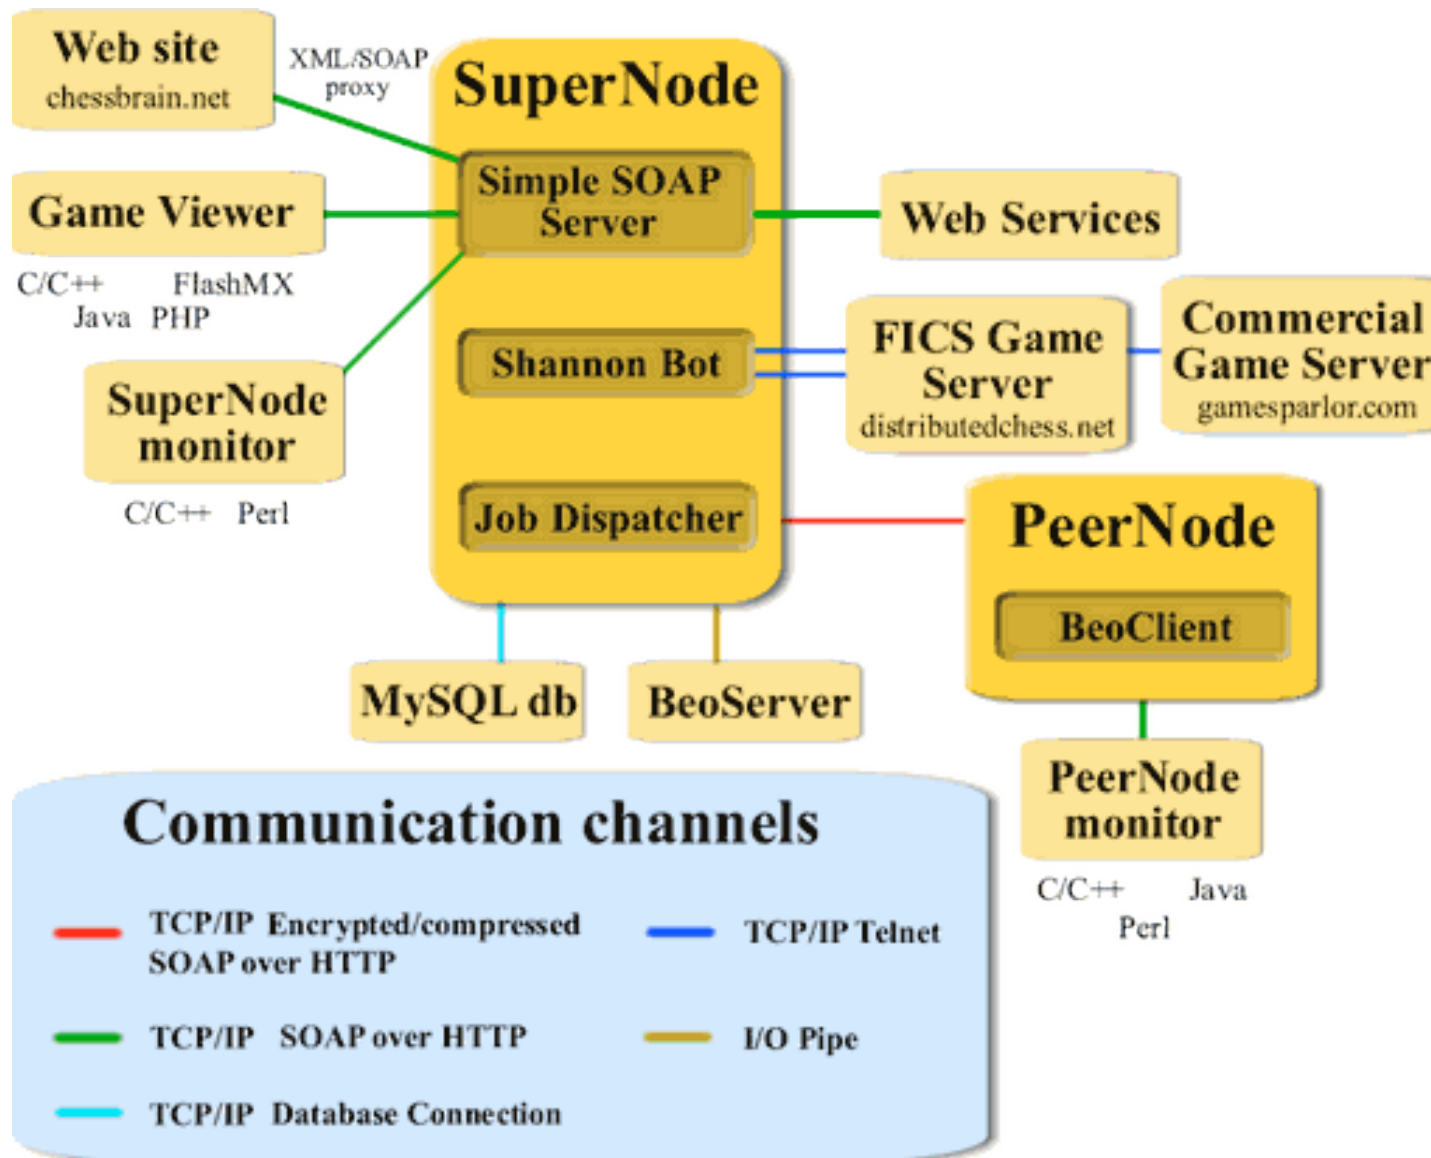 Web site
chessbrain.net
XML/SOAP
proxy
SuperNode
Simple SOAP
Server
Game Viewer
C/C++ FlashMX
Java PHP
Web Services
SuperNode
monitor
C/C++ Perl
Shannon Bot
FICS Game
Server
distributedchess.net
Commercial
Game Server
gamesparlor.com
Job Dispatcher
PeerNode
BeoClient
MySQL db
BeoServer
PeerNode
monitor
C/C++ Java
Perl
Communication channels
TCP/IP Encrypted/compressed
SOAP over HTTP
TCP/IP Telnet
TCP/IP SOAP over HTTP
I/O Pipe
TCP/IP Database Connection